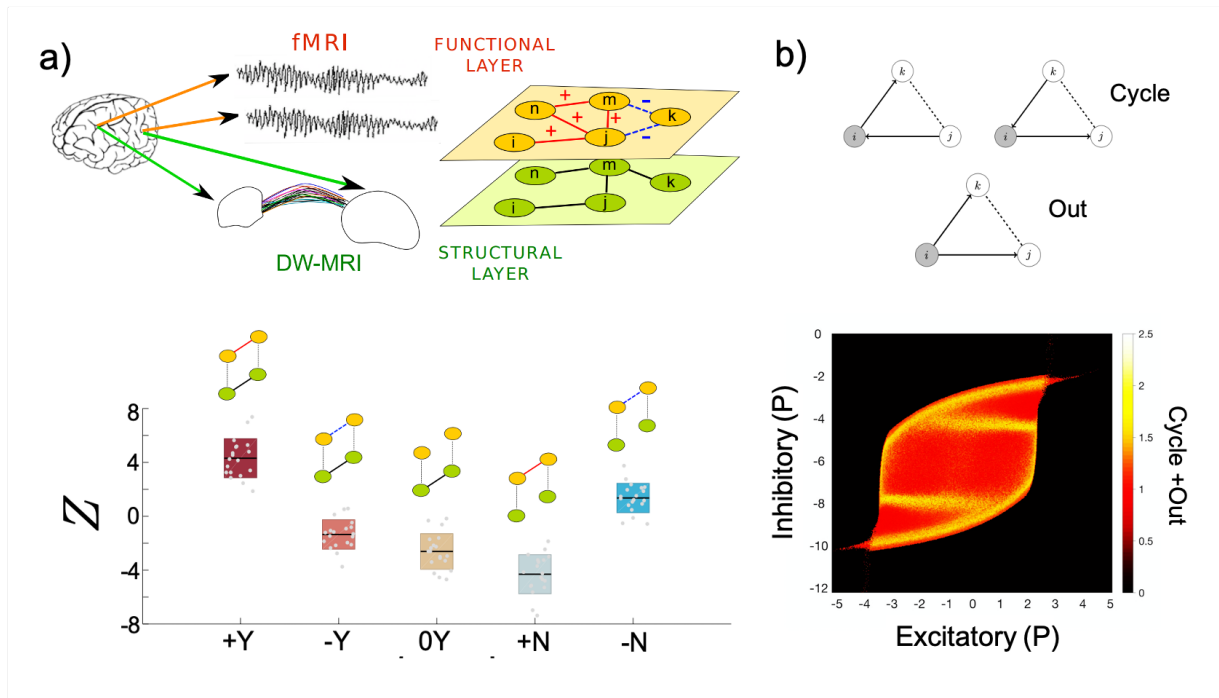 a)
fMRI
FUNCTIONAL
LAYER
n
m
k
i
j
+
+
+
+
-
-
n
m
k
i
j
DW-MRI
STRUCTURAL
LAYER
b)
k
i
j
k
i
j
Cycle
k
i
j
Out
Z
8
4
0
-4
-8
+Y
-Y
0Y
+N
-N
Inhibitory (P)
0
-2
-4
-6
-8
-10
-12
-5
-4
-3
-2
-1
0
1
2
3
4
5
Excitatory (P)
2.5
2
1.5
1
0.5
0
Cycle +Out